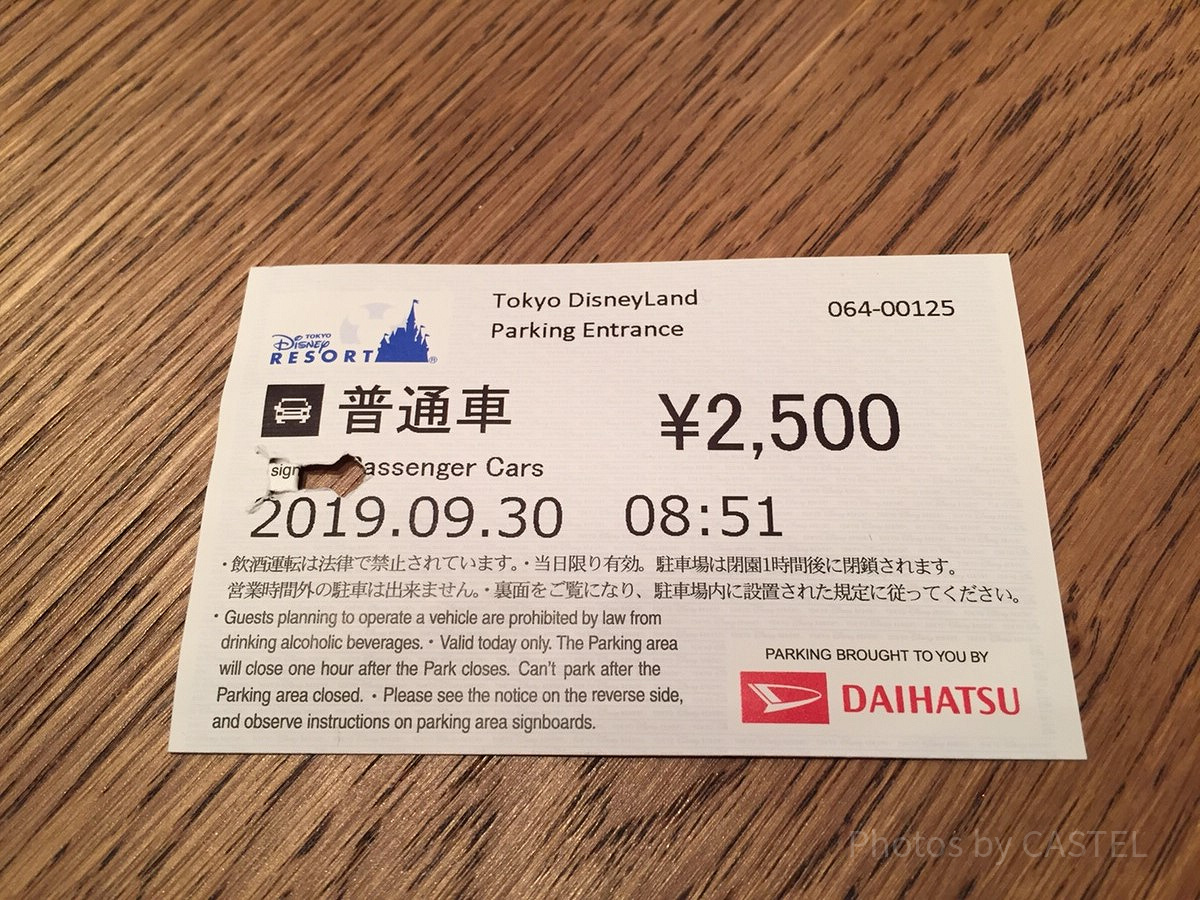 Tokyo DisneyLand
Parking Entrance
064-00125
TOKYO
DISNEY
RESORT®
普通車
¥2,500
sign
Passenger Cars
2019.09.30 08:51
・飲酒運転は法律で禁止されています。・当日限り有効。駐車場は閉園1時間後に閉鎖されます。
営業時間外の駐車は出来ません。・裏面をご覧になり、駐車場内に設置された規定に従ってください。
・Guests planning to operate a vehicle are prohibited by law from
drinking alcoholic beverages. ・Valid today only. The Parking area
will close one hour after the Park closes. Can't park after the
Parking area closed. ・Please see the notice on the reverse side,
and observe instructions on parking area signboards.
PARKING BROUGHT TO YOU BY
DAIHATSU
Photos by CASTEL